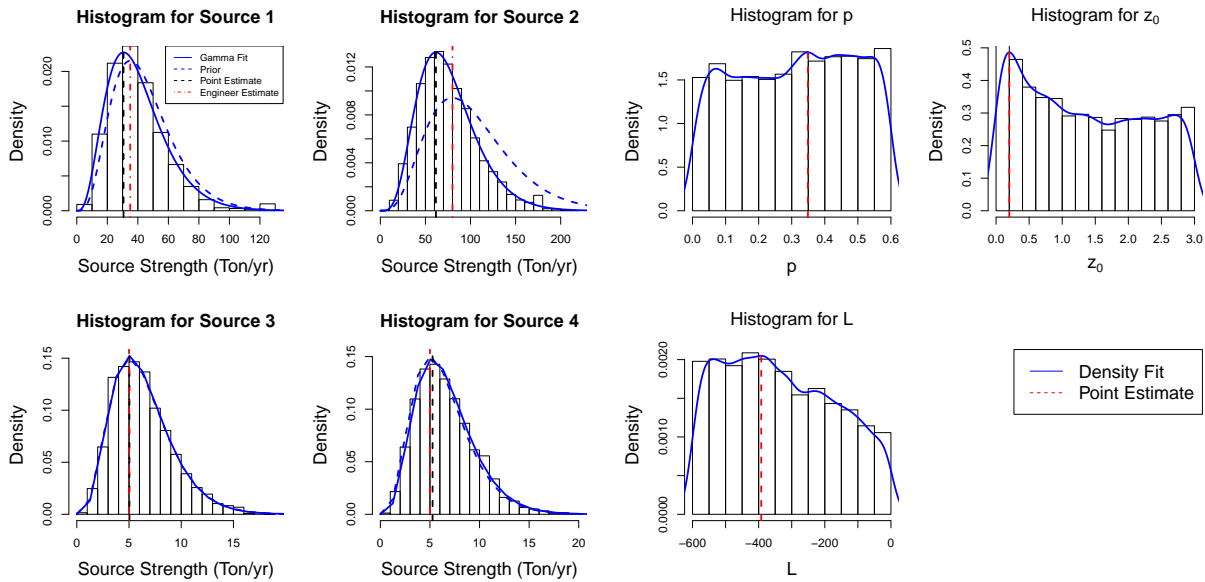 Histogram for Source 1
Density
0.000 0.010 0.020
0 20 40 60 80 100 120
Source Strength (Ton/yr)
Gamma Fit
Prior
Point Estimate
Engineer Estimate
Histogram for Source 2
Density
0.000 0.004 0.008 0.012
0 50 100 150 200
Source Strength (Ton/yr)
Histogram for p
Density
0.0 0.5 1.0 1.5
0.0 0.1 0.2 0.3 0.4 0.5 0.6
p
Histogram for z₀
Density
0.0 0.1 0.2 0.3 0.4 0.5
0.0 0.5 1.0 1.5 2.0 2.5 3.0
z₀
Histogram for Source 3
Density
0.00 0.05 0.10 0.15
0 5 10 15
Source Strength (Ton/yr)
Histogram for Source 4
Density
0.00 0.05 0.10 0.15
0 5 10 15 20
Source Strength (Ton/yr)
Histogram for L
Density
0.0000 0.0010 0.0020
−600 −400 −200 0
L
Density Fit
Point Estimate